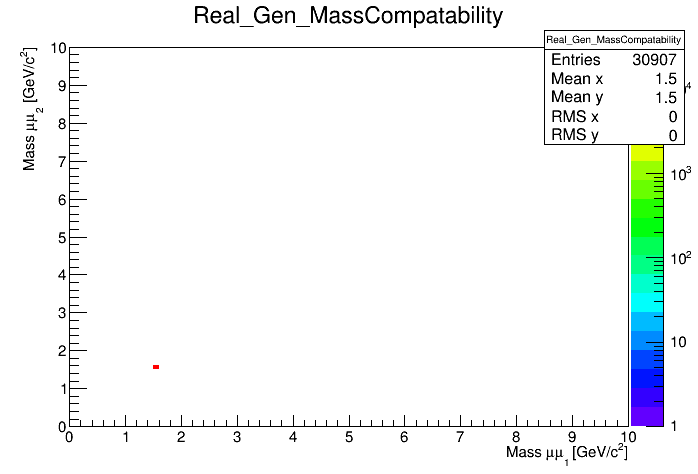 Real_Gen_MassCompatability
Real_Gen_MassCompatability
Entries 30907
Mean x 1.5
Mean y 1.5
RMS x 0
RMS y 0
Mass μμ₂ [GeV/c²]
10
9
8
7
6
5
4
3
2
1
0
0 1 2 3 4 5 6 7 8 9 10
Mass μμ₁ [GeV/c²]
4
10³
10²
10
1